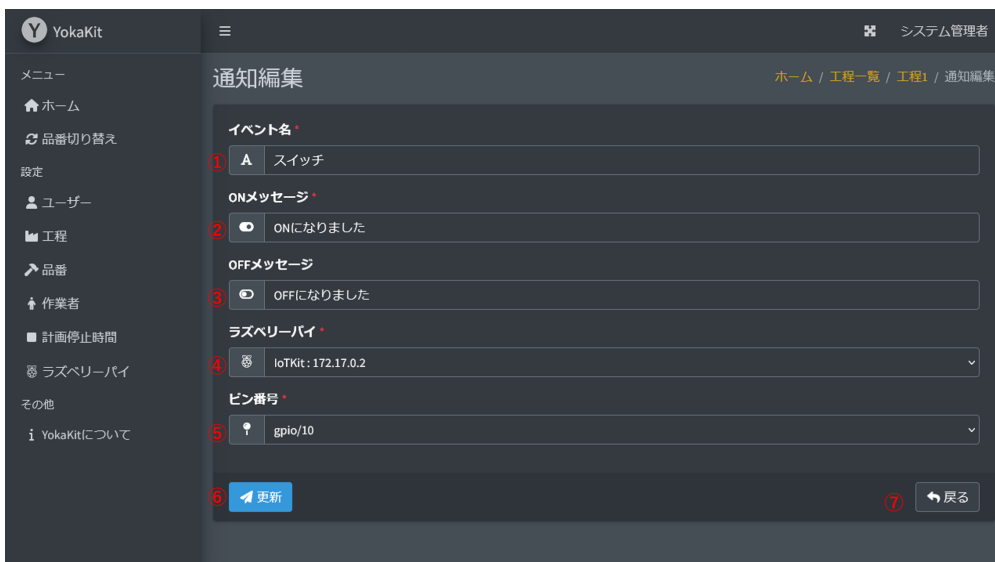 Y YokaKit
システム管理者
メニュー
ホーム
品番切り替え
設定
ユーザー
工程
品番
作業者
計画停止時間
ラズベリーパイ
その他
YokaKitについて
通知編集
ホーム / 工程一覧 / 工程1 / 通知編集
イベント名 *
① A スイッチ
ONメッセージ *
② ONになりました
OFFメッセージ
③ OFFになりました
ラズベリーパイ *
④ IoTKit : 172.17.0.2
ピン番号 *
⑤ gpio/10
⑥ 更新
⑦ 戻る